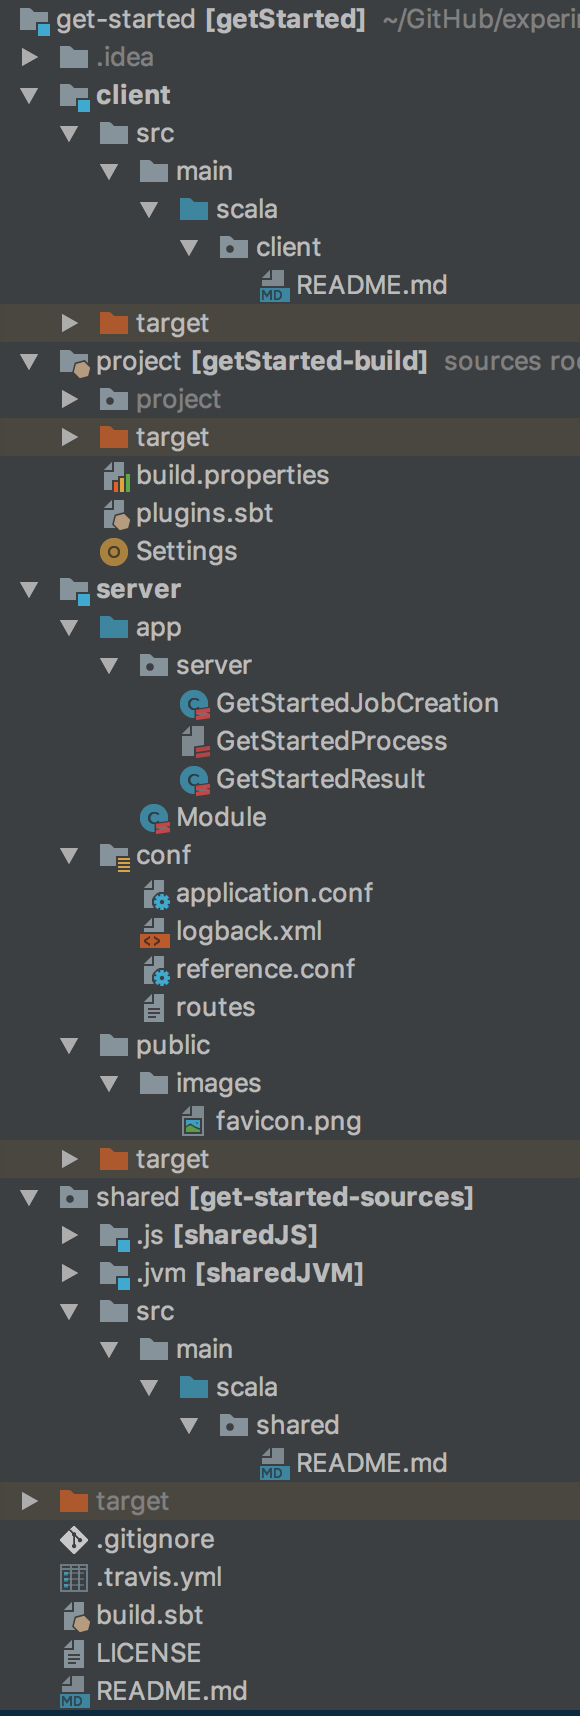 get-started [getStarted] ~/GitHub/experi
.idea
client
src
main
scala
client
README.md
target
project [getStarted-build] sources roo
project
target
build.properties
plugins.sbt
Settings
server
app
server
GetStartedJobCreation
GetStartedProcess
GetStartedResult
Module
conf
application.conf
logback.xml
reference.conf
routes
public
images
favicon.png
target
shared [get-started-sources]
.js [sharedJS]
.jvm [sharedJVM]
src
main
scala
shared
README.md
target
.gitignore
.travis.yml
build.sbt
LICENSE
README.md